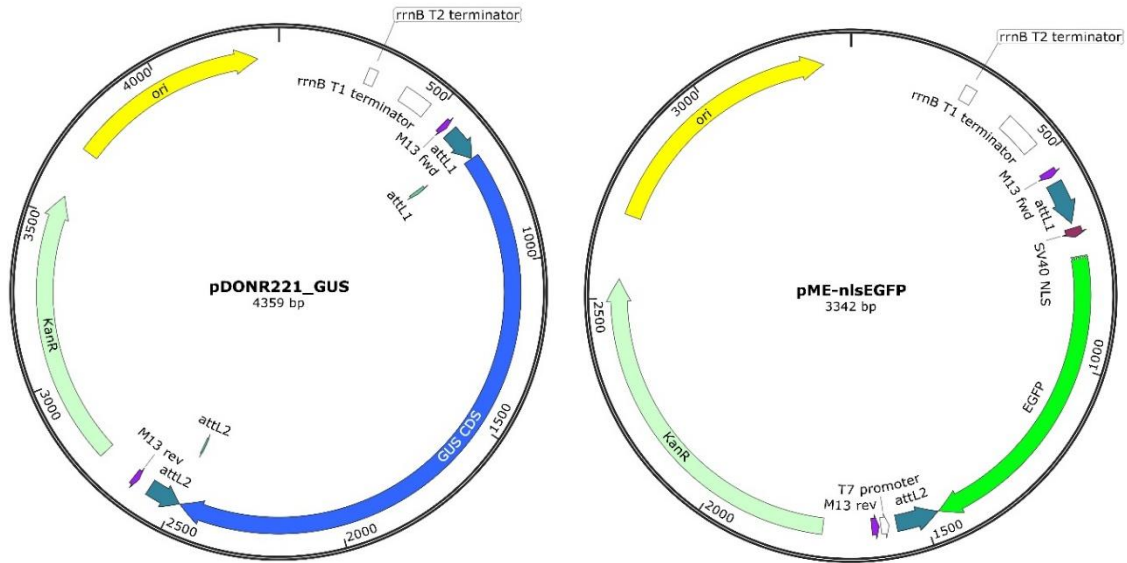 rrnB T2 terminator
rrnB T1 terminator
500
M13 fwd
attL1
attL1
1000
GUS CDS
1500
2000
2500
attL2
attL2
M13 rev
3000
KanR
3500
4000
ori
pDONR221_GUS
4359 bp
rrnB T2 terminator
rrnB T1 terminator
500
M13 fwd
attL1
SV40 NLS
1000
EGFP
1500
attL2
T7 promoter
M13 rev
2000
KanR
2500
3000
ori
pME-nlsEGFP
3342 bp